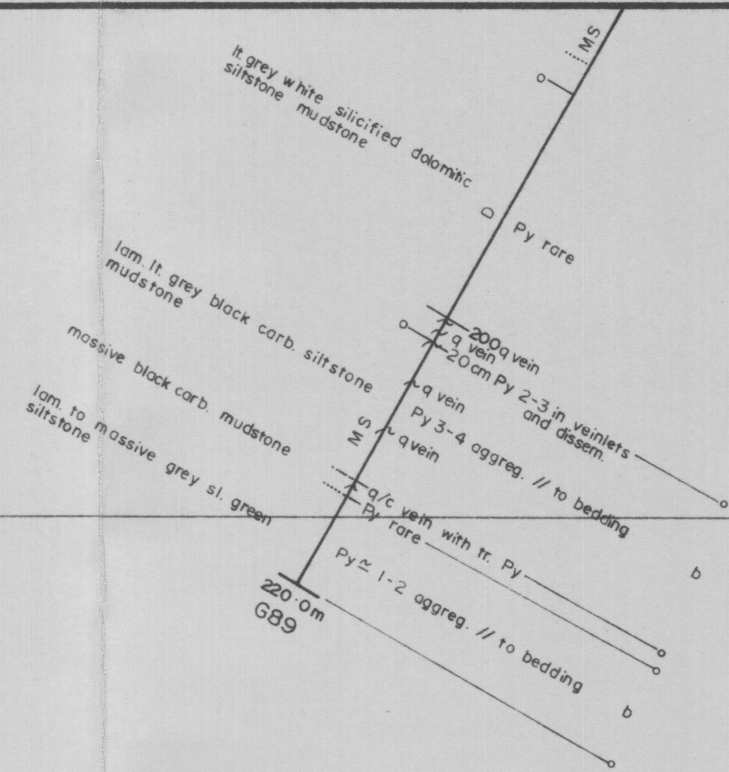 MS
lt. grey white silicified dolomitic
siltstone mudstone
D
Py rare
200
q vein
q vein
20cm Py 2-3 in veinlets
and dissem.
lam. lt. grey black carb. siltstone
mudstone
q vein
Py 3-4 aggreg. // to bedding
b
MS
q vein
massive black carb. mudstone
q/c vein with tr. Py
Py rare
lam. to massive grey sl. green
siltstone
Py ≃ 1-2 aggreg. // to bedding
b
220·0m
G89